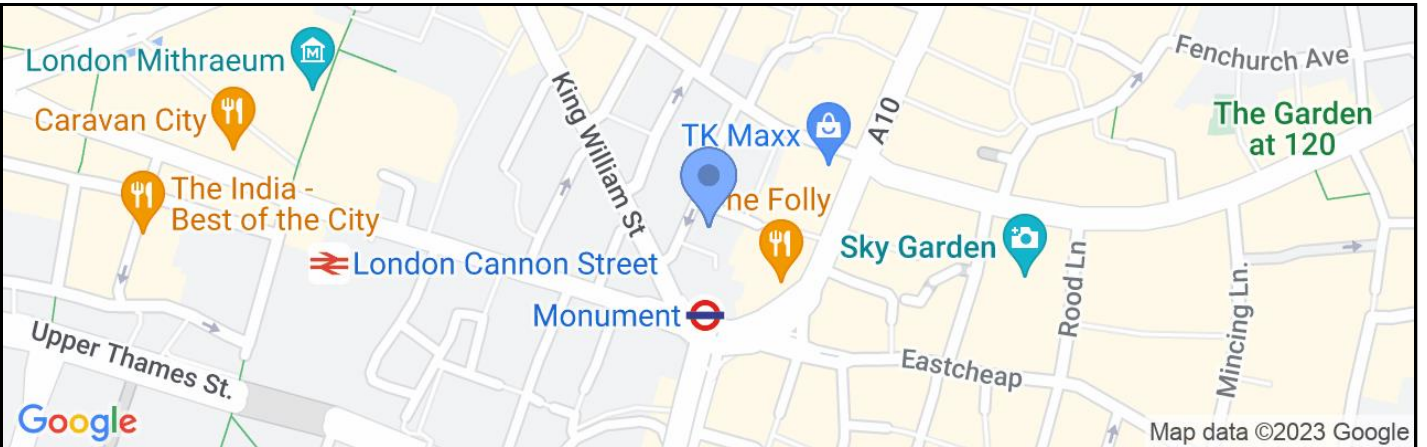 London Mithraeum
Caravan City
The India -
Best of the City
London Cannon Street
Monument
Upper Thames St.
King William St
TK Maxx
A10
he Folly
Sky Garden
Fenchurch Ave
The Garden
at 120
Rood Ln
Mincing Ln.
Eastcheap
Google
Map data ©2023 Google